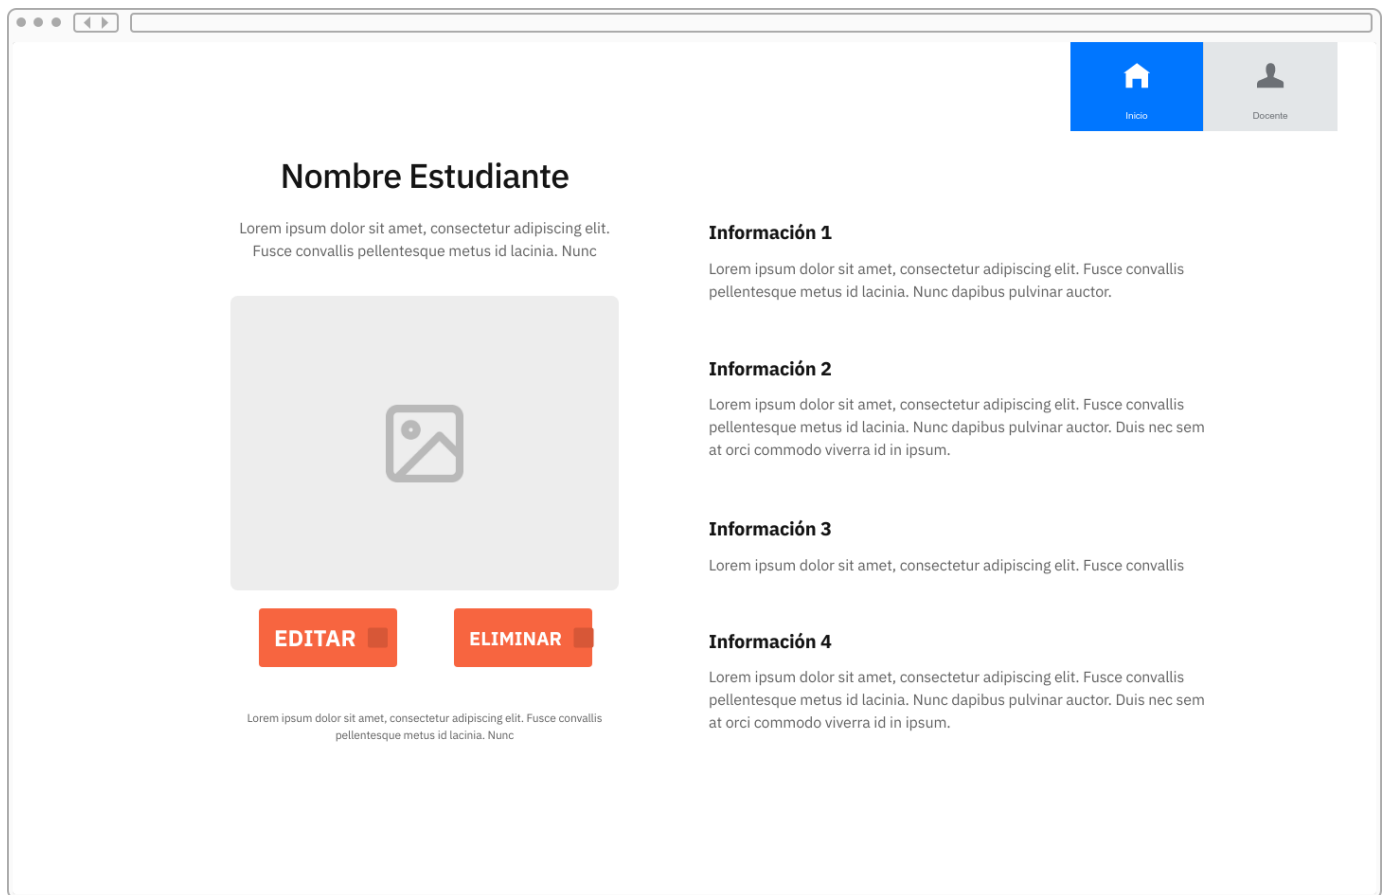 Inicio
Docente
Nombre Estudiante
Lorem ipsum dolor sit amet, consectetur adipiscing elit.
Fusce convallis pellentesque metus id lacinia. Nunc
EDITAR
ELIMINAR
Lorem ipsum dolor sit amet, consectetur adipiscing elit. Fusce convallis
pellentesque metus id lacinia. Nunc
Información 1
Lorem ipsum dolor sit amet, consectetur adipiscing elit. Fusce convallis
pellentesque metus id lacinia. Nunc dapibus pulvinar auctor.
Información 2
Lorem ipsum dolor sit amet, consectetur adipiscing elit. Fusce convallis
pellentesque metus id lacinia. Nunc dapibus pulvinar auctor. Duis nec sem
at orci commodo viverra id in ipsum.
Información 3
Lorem ipsum dolor sit amet, consectetur adipiscing elit. Fusce convallis
Información 4
Lorem ipsum dolor sit amet, consectetur adipiscing elit. Fusce convallis
pellentesque metus id lacinia. Nunc dapibus pulvinar auctor. Duis nec sem
at orci commodo viverra id in ipsum.